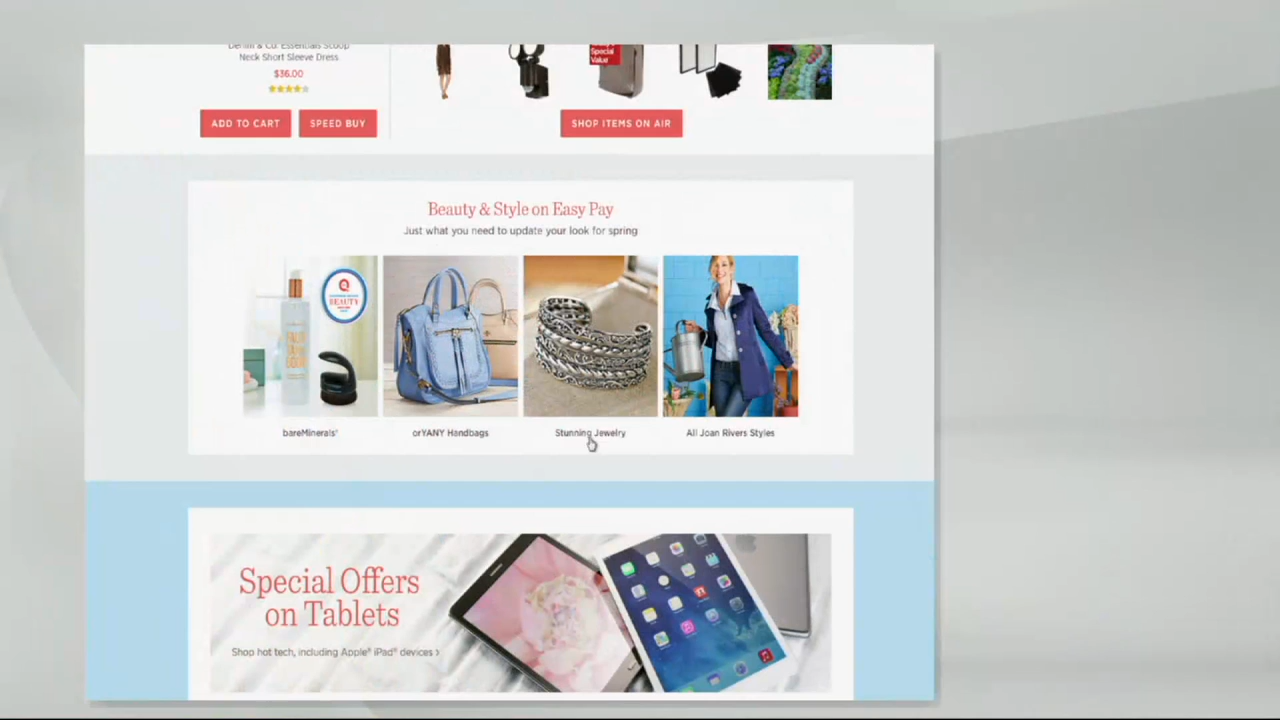 Denim & Co. Essentials Scoop
Neck Short Sleeve Dress
$36.00
Special
Value
ADD TO CART
SPEED BUY
SHOP ITEMS ON AIR
Beauty & Style on Easy Pay
Just what you need to update your look for spring
BEAUTY
bareMinerals®
orYANY Handbags
Stunning Jewelry
All Joan Rivers Styles
Special Offers
on Tablets
Shop hot tech, including Apple® iPad® devices ›